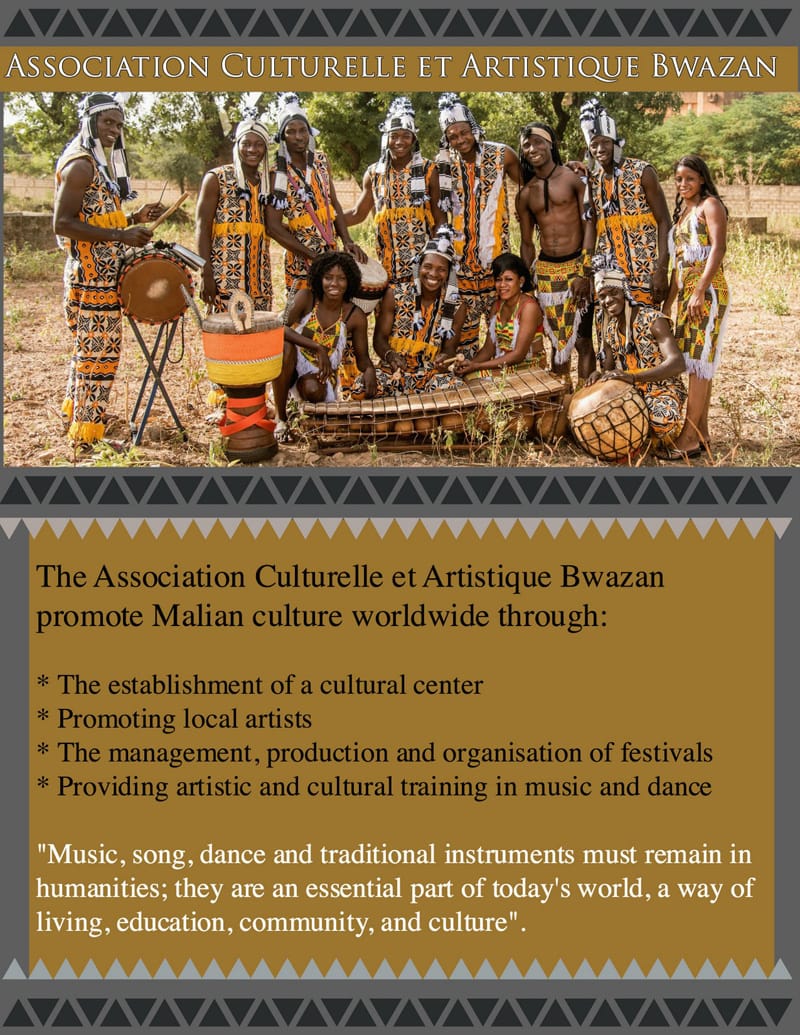 Association Culturelle et Artistique Bwazan
The Association Culturelle et Artistique Bwazan
promote Malian culture worldwide through:
* The establishment of a cultural center
* Promoting local artists
* The management, production and organisation of festivals
* Providing artistic and cultural training in music and dance
"Music, song, dance and traditional instruments must remain in
humanities; they are an essential part of today's world, a way of
living, education, community, and culture".